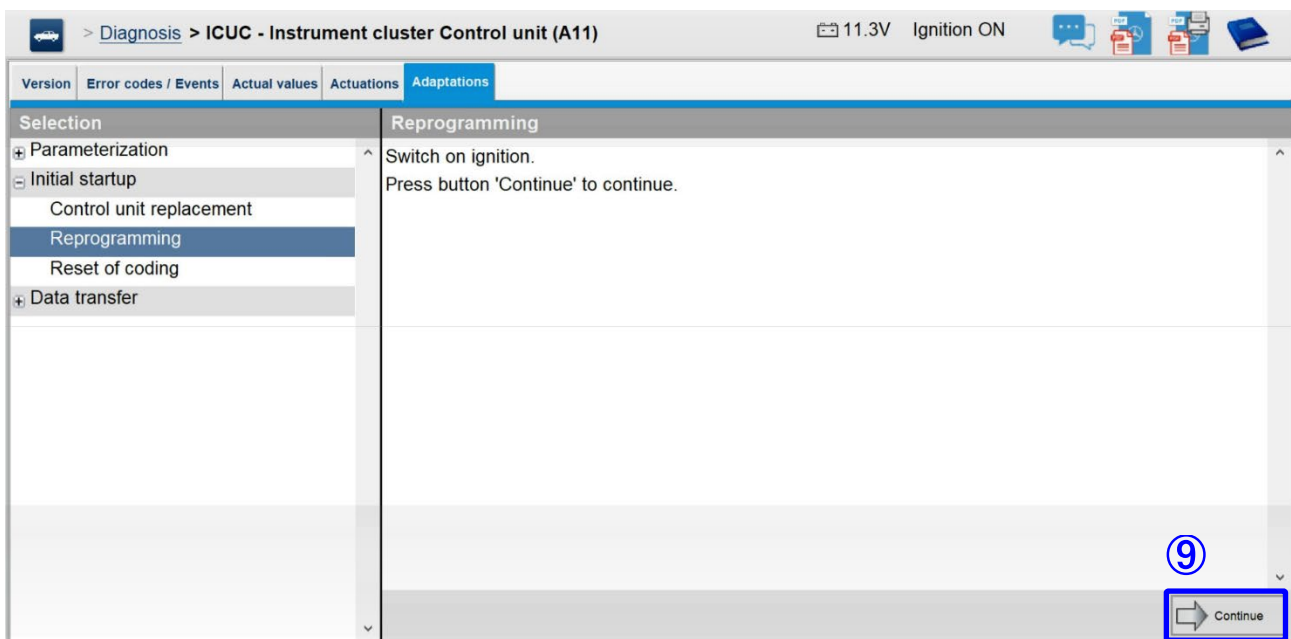 > Diagnosis > ICUC - Instrument cluster Control unit (A11) 11.3V Ignition ON
PDF PDF
Version Error codes / Events Actual values Actuations Adaptations
Selection
Reprogramming
Parameterization
Initial startup
Control unit replacement
Reprogramming
Reset of coding
Data transfer
Switch on ignition.
Press button 'Continue' to continue.
⑨
Continue